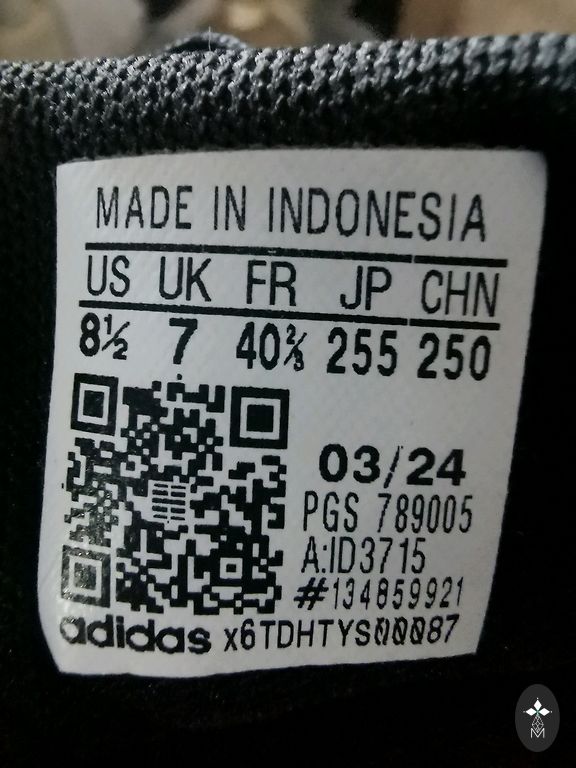 MADE IN INDONESIA
US UK FR JP CHN
8½ 7 40⅔ 255 250
03/24
PGS 789005
A:ID3715
#134859921
adidas x6TDHTYS00087
M